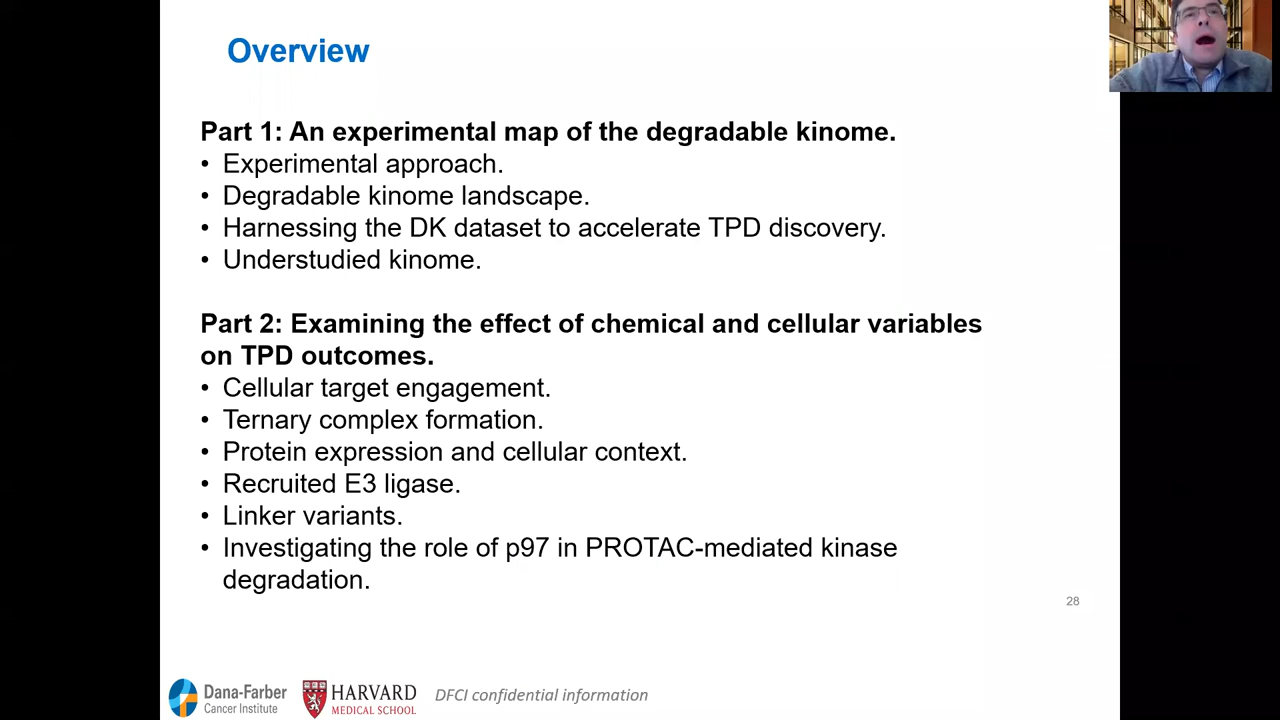 Overview
Part 1: An experimental map of the degradable kinome.
• Experimental approach.
• Degradable kinome landscape.
• Harnessing the DK dataset to accelerate TPD discovery.
• Understudied kinome.
Part 2: Examining the effect of chemical and cellular variables
on TPD outcomes.
• Cellular target engagement.
• Ternary complex formation.
• Protein expression and cellular context.
• Recruited E3 ligase.
• Linker variants.
• Investigating the role of p97 in PROTAC-mediated kinase
degradation.
28
Dana-Farber
Cancer Institute
HARVARD
MEDICAL SCHOOL
DFCI confidential information